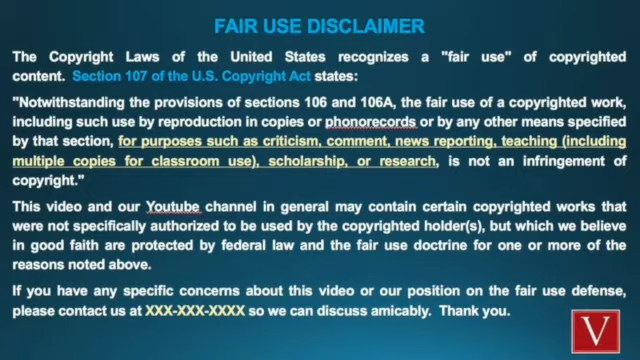 FAIR USE DISCLAIMER
The Copyright Laws of the United States recognizes a "fair use" of copyrighted
content. Section 107 of the U.S. Copyright Act states:
"Notwithstanding the provisions of sections 106 and 106A, the fair use of a copyrighted work,
including such use by reproduction in copies or phonorecords or by any other means specified
by that section, for purposes such as criticism, comment, news reporting, teaching (including
multiple copies for classroom use), scholarship, or research, is not an infringement of
copyright."
This video and our Youtube channel in general may contain certain copyrighted works that
were not specifically authorized to be used by the copyrighted holder(s), but which we believe
in good faith are protected by federal law and the fair use doctrine for one or more of the
reasons noted above.
If you have any specific concerns about this video or our position on the fair use defense,
please contact us at XXX-XXX-XXXX so we can discuss amicably. Thank you.
V